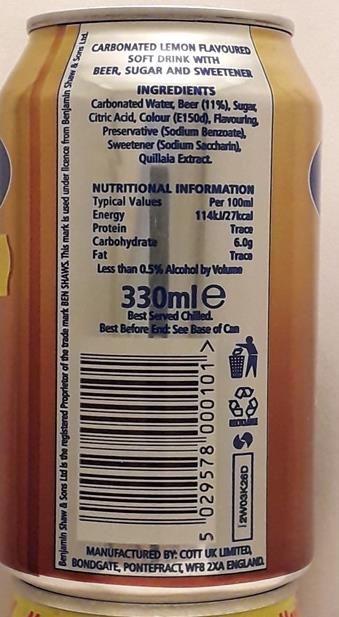 CARBONATED LEMON FLAVOURED
SOFT DRINK WITH
BEER, SUGAR AND SWEETENER
INGREDIENTS
Carbonated Water, Beer (11%), Sugar,
Citric Acid, Colour (E150d), Flavouring,
Preservative (Sodium Benzoate),
Sweetener (Sodium Saccharin),
Quillaia Extract.
NUTRITIONAL INFORMATION
Typical Values Per 100ml
Energy 114kJ/27kcal
Protein Trace
Carbohydrate 6.0g
Fat Trace
Less than 0.5% Alcohol by Volume
330ml e
Best Served Chilled.
Best Before End: See Base of Can
5 029578 000101 >
12W03K26D
MANUFACTURED BY: COTT UK LIMITED,
BONDGATE, PONTEFRACT, WF8 2XA ENGLAND.
Benjamin Shaw & Sons Ltd is the registered Proprietor of the trade mark BEN SHAWS. This mark is used under licence from Benjamin Shaw & Sons Ltd.